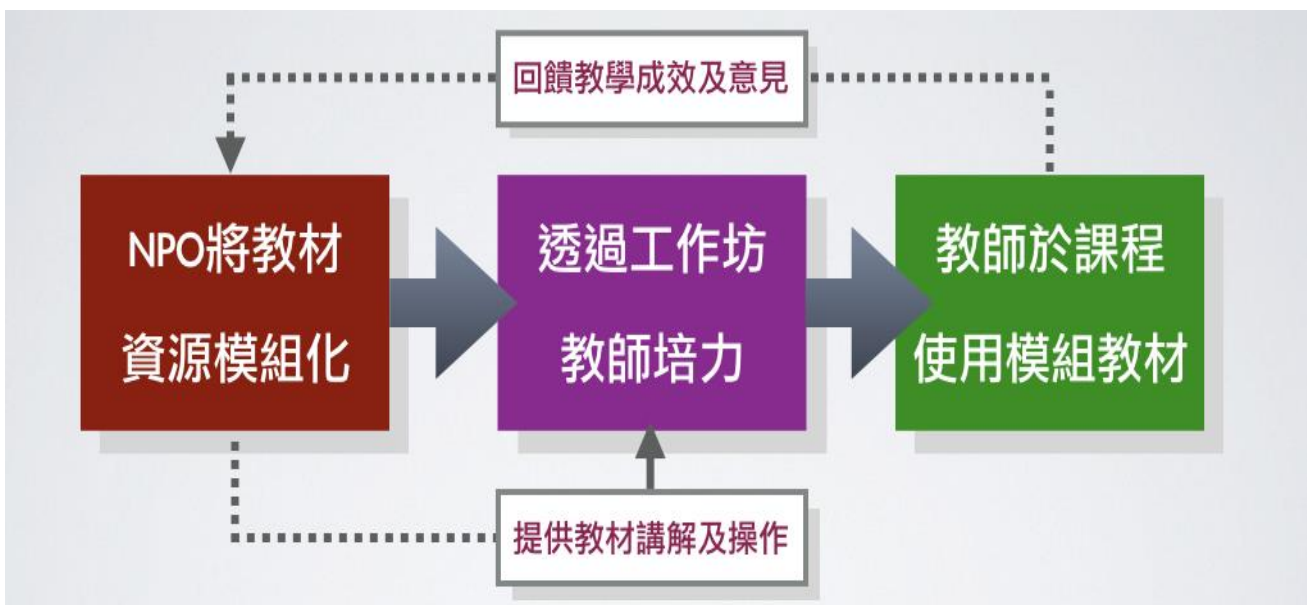 回饋教學成效及意見
NPO將教材
資源模組化
透過工作坊
教師培力
教師於課程
使用模組教材
提供教材講解及操作